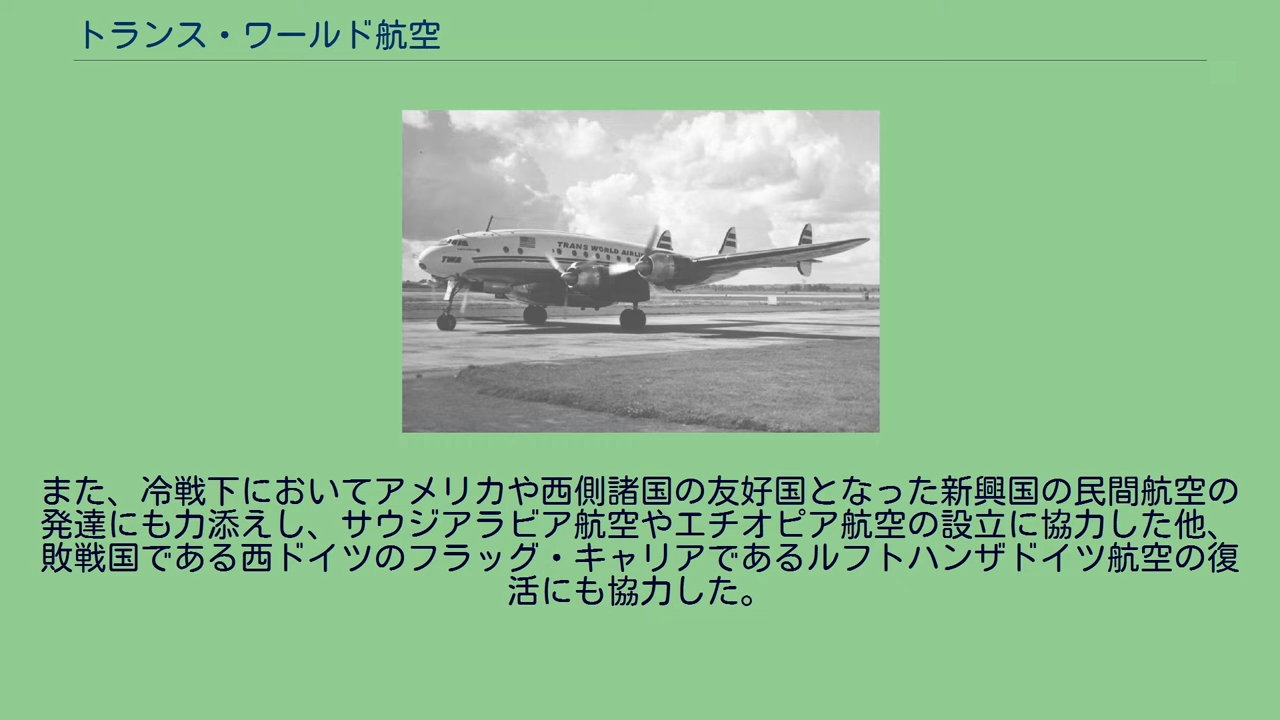 トランス・ワールド航空
TRANS WORLD AIRLIN
TWA
また、冷戦下においてアメリカや西側諸国の友好国となった新興国の民間航空の
発達にも力添えし、サウジアラビア航空やエチオピア航空の設立に協力した他、
敗戦国である西ドイツのフラッグ・キャリアであるルフトハンザドイツ航空の復
活にも協力した。